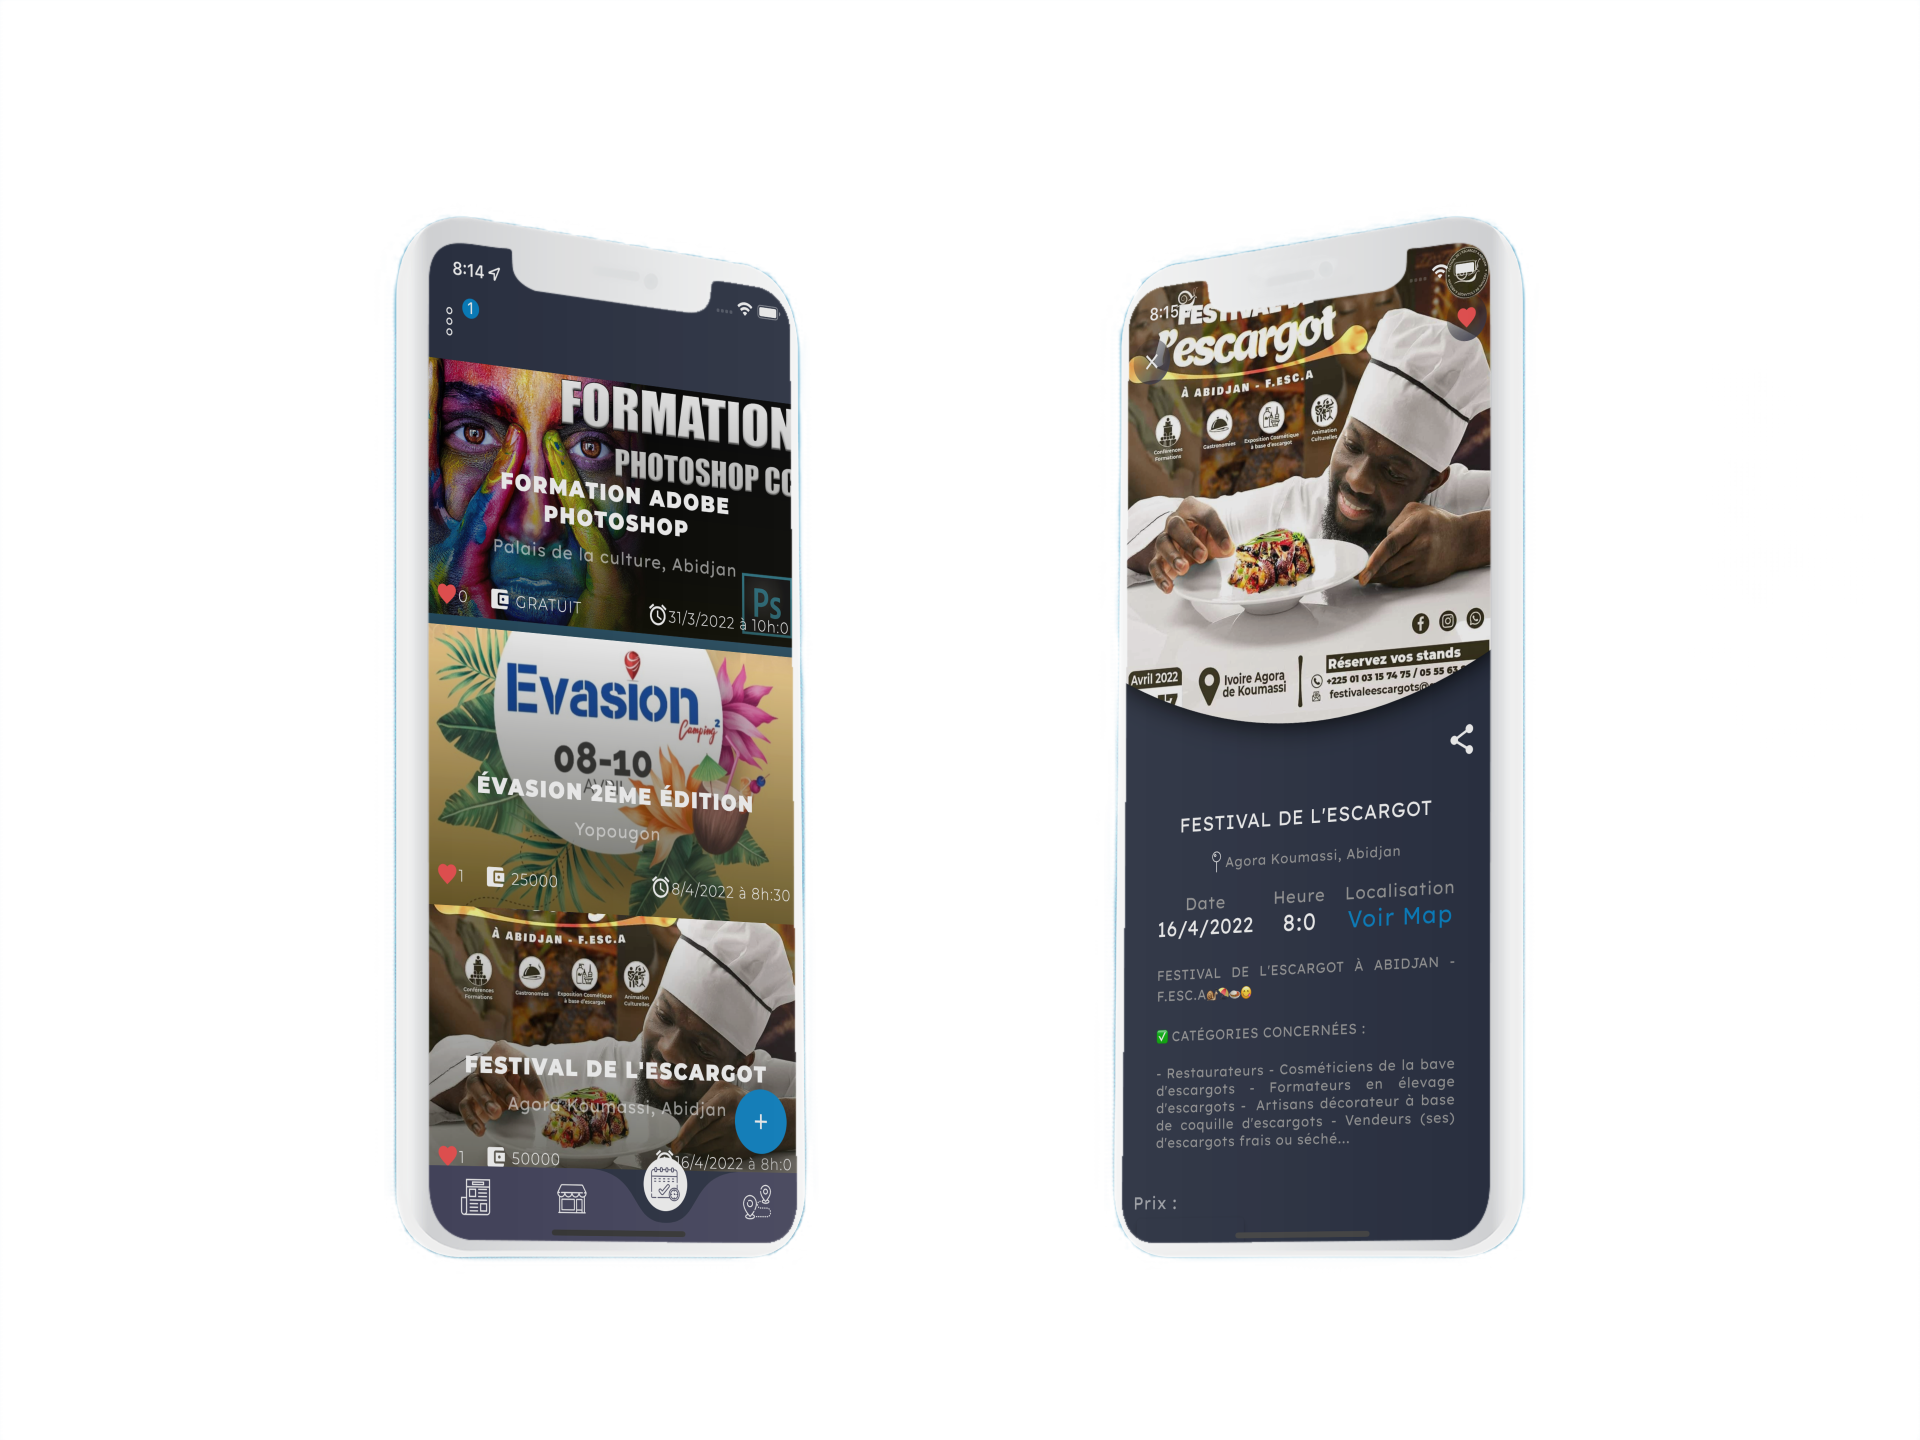 8:14
1
FORMATION
PHOTOSHOP CC
FORMATION ADOBE
PHOTOSHOP
Palais de la culture, Abidjan
Ps
0
GRATUIT
31/3/2022 à 10h:0
Evasion
Camping 2
08-10
AVRIL
ÉVASION 2ÈME ÉDITION
Yopougon
1
25000
8/4/2022 à 8h:30
À ABIDJAN - F.ESC.A
Conférences
Formations
Gastronomies
Exposition Cosmétique
à base d'escargot
Animation
Culturelles
FESTIVAL DE L'ESCARGOT
Agora Koumassi, Abidjan
+
1
50000
16/4/2022 à 8h:0
8:15
FESTIVAL DE
l'escargot
À ABIDJAN - F.ESC.A
Conférences
Formations
Gastronomies
Exposition Cosmétique
à base d'escargot
Animation
Culturelles
Avril 2022
Ivoire Agora
de Koumassi
Réservez vos stands
+225 01 03 15 74 75 / 05 55 63
festivaleescargots@
FESTIVAL DE L'ESCARGOT
Agora Koumassi, Abidjan
Date
Heure
Localisation
16/4/2022
8:0
Voir Map
FESTIVAL DE L'ESCARGOT À ABIDJAN -
F.ESC.A🐌🍢🍲😋
✅ CATÉGORIES CONCERNÉES :
- Restaurateurs - Cosméticiens de la bave
d'escargots - Formateurs en élevage
d'escargots - Artisans décorateur à base
de coquille d'escargots - Vendeurs (ses)
d'escargots frais ou séché...
Prix :